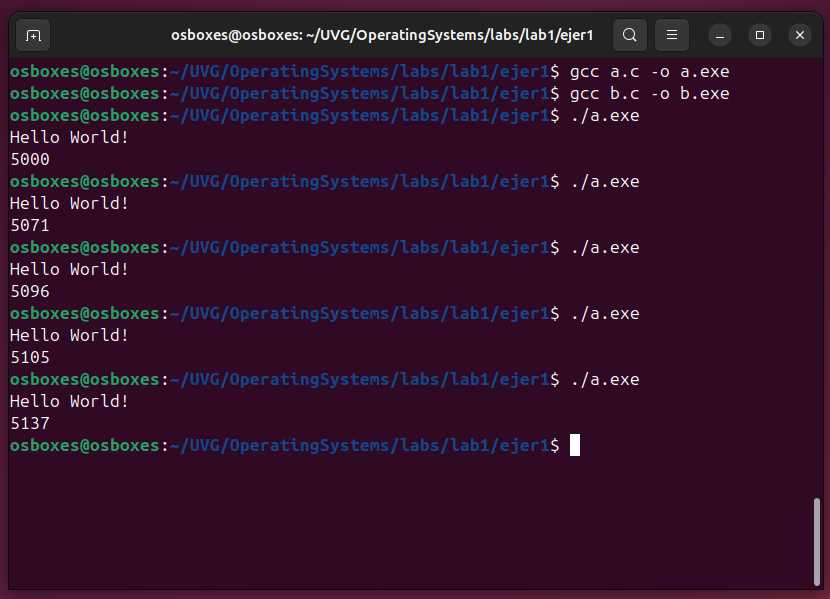 osboxes@osboxes: ~/UVG/OperatingSystems/labs/lab1/ejer1
osboxes@osboxes:~/UVG/OperatingSystems/labs/lab1/ejer1$ gcc a.c -o a.exe
osboxes@osboxes:~/UVG/OperatingSystems/labs/lab1/ejer1$ gcc b.c -o b.exe
osboxes@osboxes:~/UVG/OperatingSystems/labs/lab1/ejer1$ ./a.exe
Hello World!
5000
osboxes@osboxes:~/UVG/OperatingSystems/labs/lab1/ejer1$ ./a.exe
Hello World!
5071
osboxes@osboxes:~/UVG/OperatingSystems/labs/lab1/ejer1$ ./a.exe
Hello World!
5096
osboxes@osboxes:~/UVG/OperatingSystems/labs/lab1/ejer1$ ./a.exe
Hello World!
5105
osboxes@osboxes:~/UVG/OperatingSystems/labs/lab1/ejer1$ ./a.exe
Hello World!
5137
osboxes@osboxes:~/UVG/OperatingSystems/labs/lab1/ejer1$